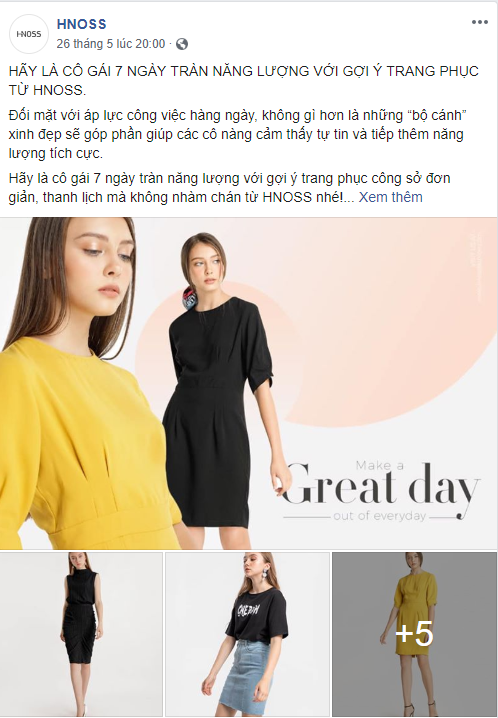 HNOSS
HNOSS
26 tháng 5 lúc 20:00 ·
HÃY LÀ CÔ GÁI 7 NGÀY TRÀN NĂNG LƯỢNG VỚI GỢI Ý TRANG PHỤC
TỪ HNOSS.
Đối mặt với áp lực công việc hàng ngày, không gì hơn là những “bộ cánh”
xinh đẹp sẽ góp phần giúp các cô nàng cảm thấy tự tin và tiếp thêm năng
lượng tích cực.
Hãy là cô gái 7 ngày tràn năng lượng với gợi ý trang phục công sở đơn
giản, thanh lịch mà không nhàm chán từ HNOSS nhé!... Xem thêm
Make a
Great day
out of everyday
+5